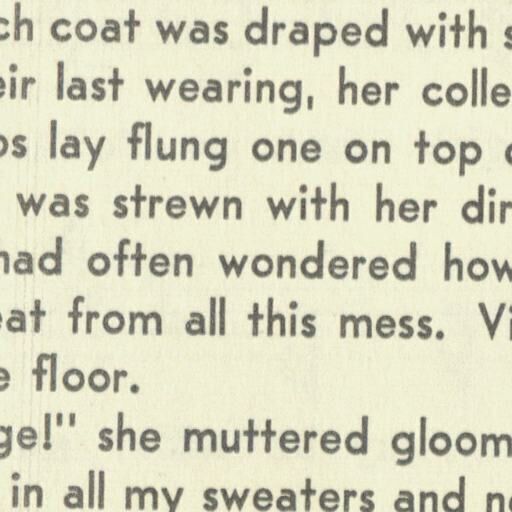 ch coat was draped with s
eir last wearing, her colle
os lay flung one on top
was strewn with her dir
had often wondered how
eat from all this mess. Vi
e floor.
ge!" she muttered gloom
in all my sweaters and n